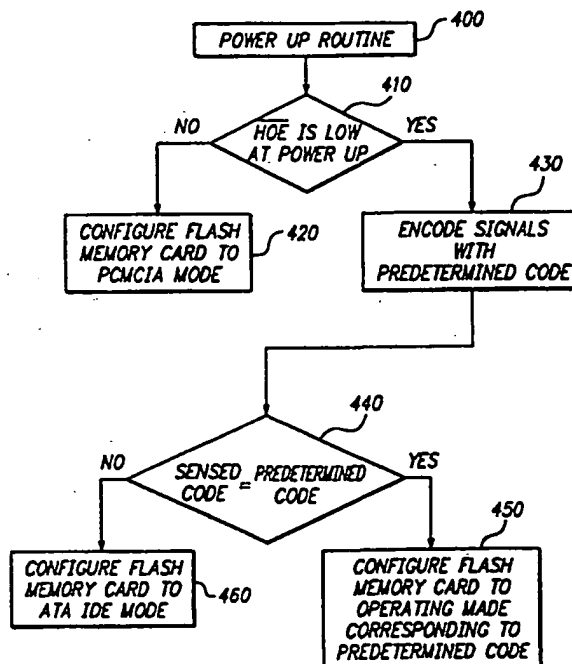 POWER UP ROUTINE
400
410
HOE IS LOW
AT POWER UP
NO
YES
420
CONFIGURE FLASH
MEMORY CARD TO
PCMCIA MODE
430
ENCODE SIGNALS
WITH
PREDETERMINED CODE
440
NO
YES
SENSED CODE = PREDETERMINED CODE
450
CONFIGURE FLASH
MEMORY CARD TO
ATA IDE MODE
460
CONFIGURE FLASH
MEMORY CARD TO
OPERATING MADE
CORRESPONDING TO
PREDETERMINED CODE